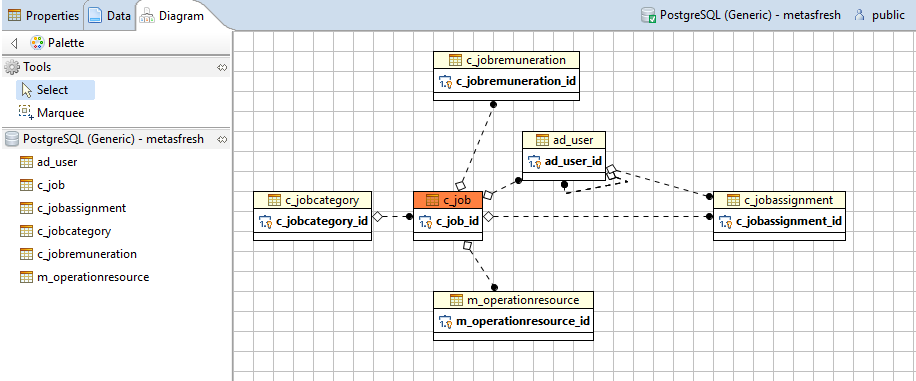 Properties Data Diagram PostgreSQL (Generic) - metasfresh public
Palette
Tools
Select
Marquee
PostgreSQL (Generic) - metasfresh
ad_user
c_job
c_jobassignment
c_jobcategory
c_jobremuneration
m_operationresource
c_jobremuneration
c_jobremuneration_id
ad_user
ad_user_id
c_jobcategory
c_jobcategory_id
c_job
c_job_id
c_jobassignment
c_jobassignment_id
m_operationresource
m_operationresource_id